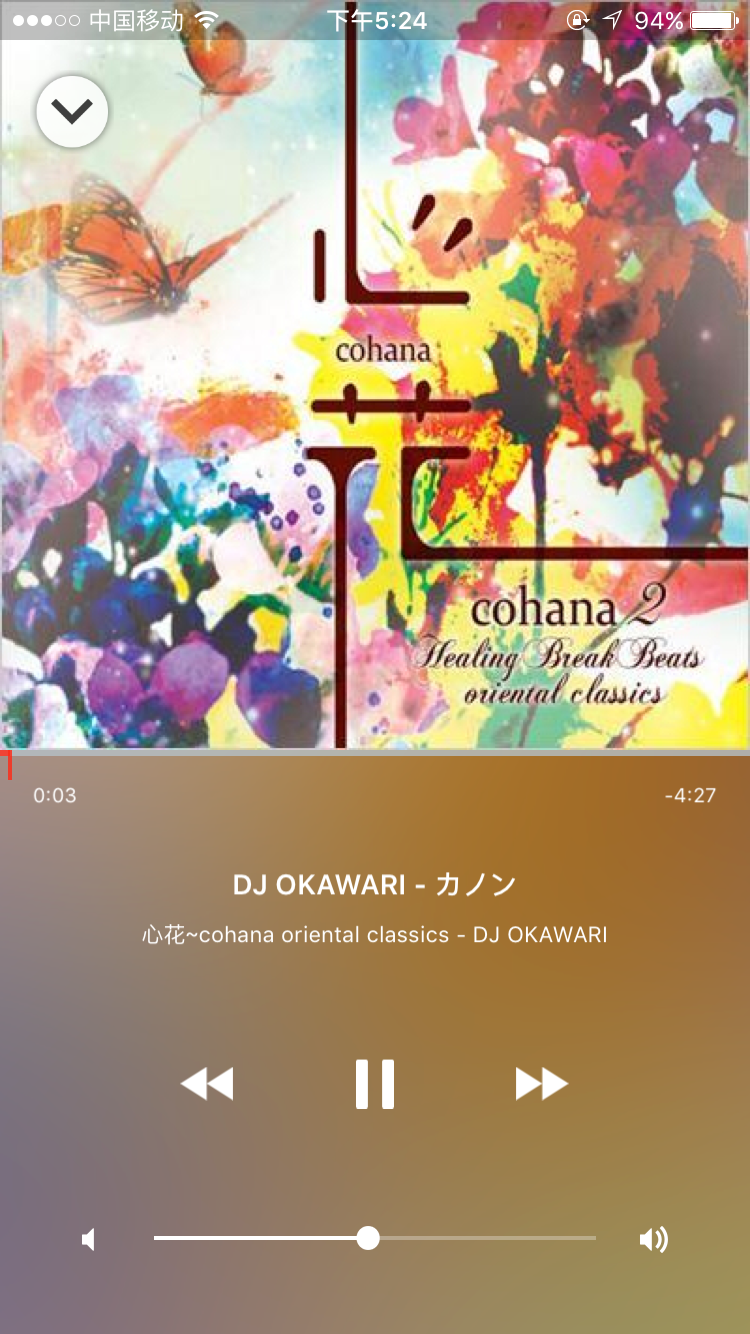 中国移动 下午5:24 94%
心
cohana
花
cohana 2
Healing Break Beats
oriental classics
0:03 -4:27
DJ OKAWARI - カノン
心花~cohana oriental classics - DJ OKAWARI